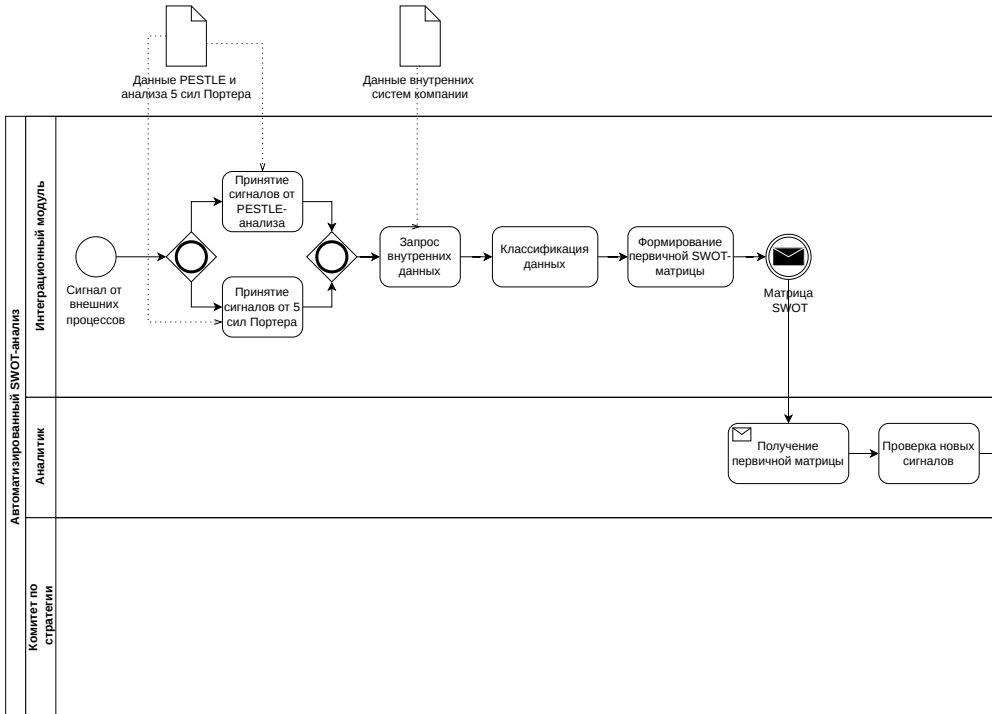 Данные PESTLE и
анализа 5 сил Портера
Данные внутренних
систем компании
Автоматизированный SWOT-анализ
Интеграционный модуль
Сигнал от
внешних
процессов
Принятие
сигналов от
PESTLE-
анализа
Принятие
сигналов от 5
сил Портера
Запрос
внутренних
данных
Классификация
данных
Формирование
первичной SWOT-
матрицы
Матрица
SWOT
Аналитик
Получение
первичной матрицы
Проверка новых
сигналов
Комитет по
стратегии